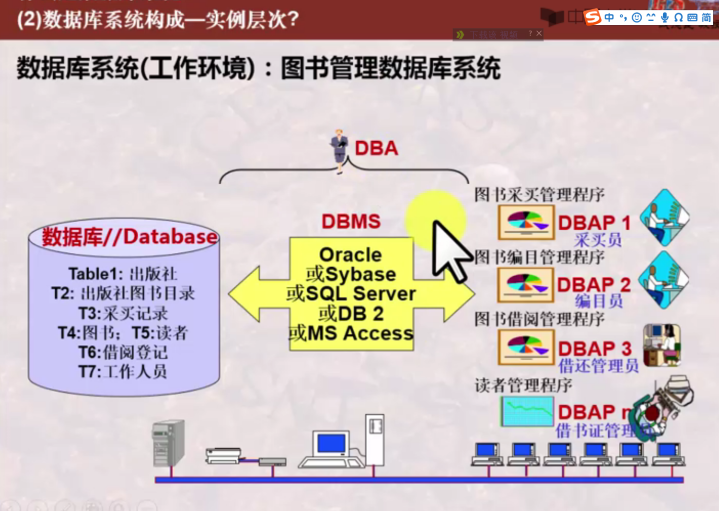 (2)数据库系统构成—实例层次?
中
中
简
数据库系统(工作环境)：图书管理数据库系统
DBA
DBMS
数据库//Database
Table1: 出版社
T2: 出版社图书目录
T3:采买记录
T4:图书; T5:读者
T6:借阅登记
T7:工作人员
Oracle
或Sybase
或SQL Server
或DB 2
或MS Access
图书采买管理程序
DBAP 1
采买员
图书编目管理程序
DBAP 2
编目员
图书借阅管理程序
DBAP 3
借还管理员
读者管理程序
DBAP n
借书证管理